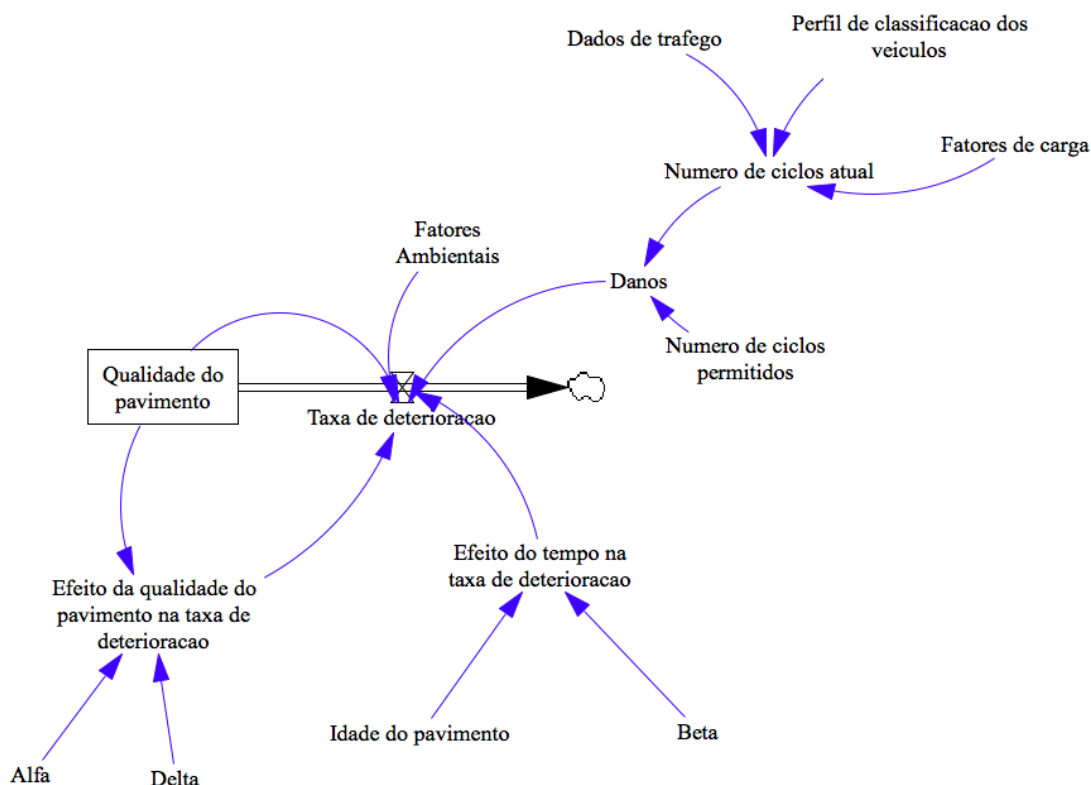 Perfil de classificacao dos
veiculos
Dados de trafego
Fatores de carga
Numero de ciclos atual
Fatores
Ambientais
Danos
Numero de ciclos
permitidos
Qualidade do
pavimento
Taxa de deterioracao
Efeito do tempo na
taxa de deterioracao
Efeito da qualidade do
pavimento na taxa de
deterioracao
Idade do pavimento
Beta
Alfa
Delta